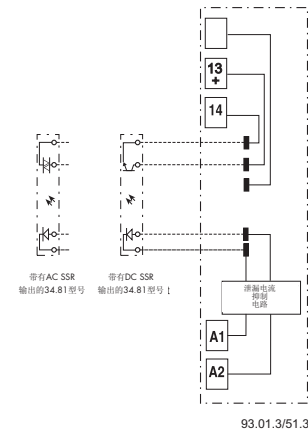 13
+
14
带有AC SSR
输出的34.81型号
带有DC SSR
输出的34.81型号
泄漏电流
抑制
电路
A1
A2
93.01.3/51.3